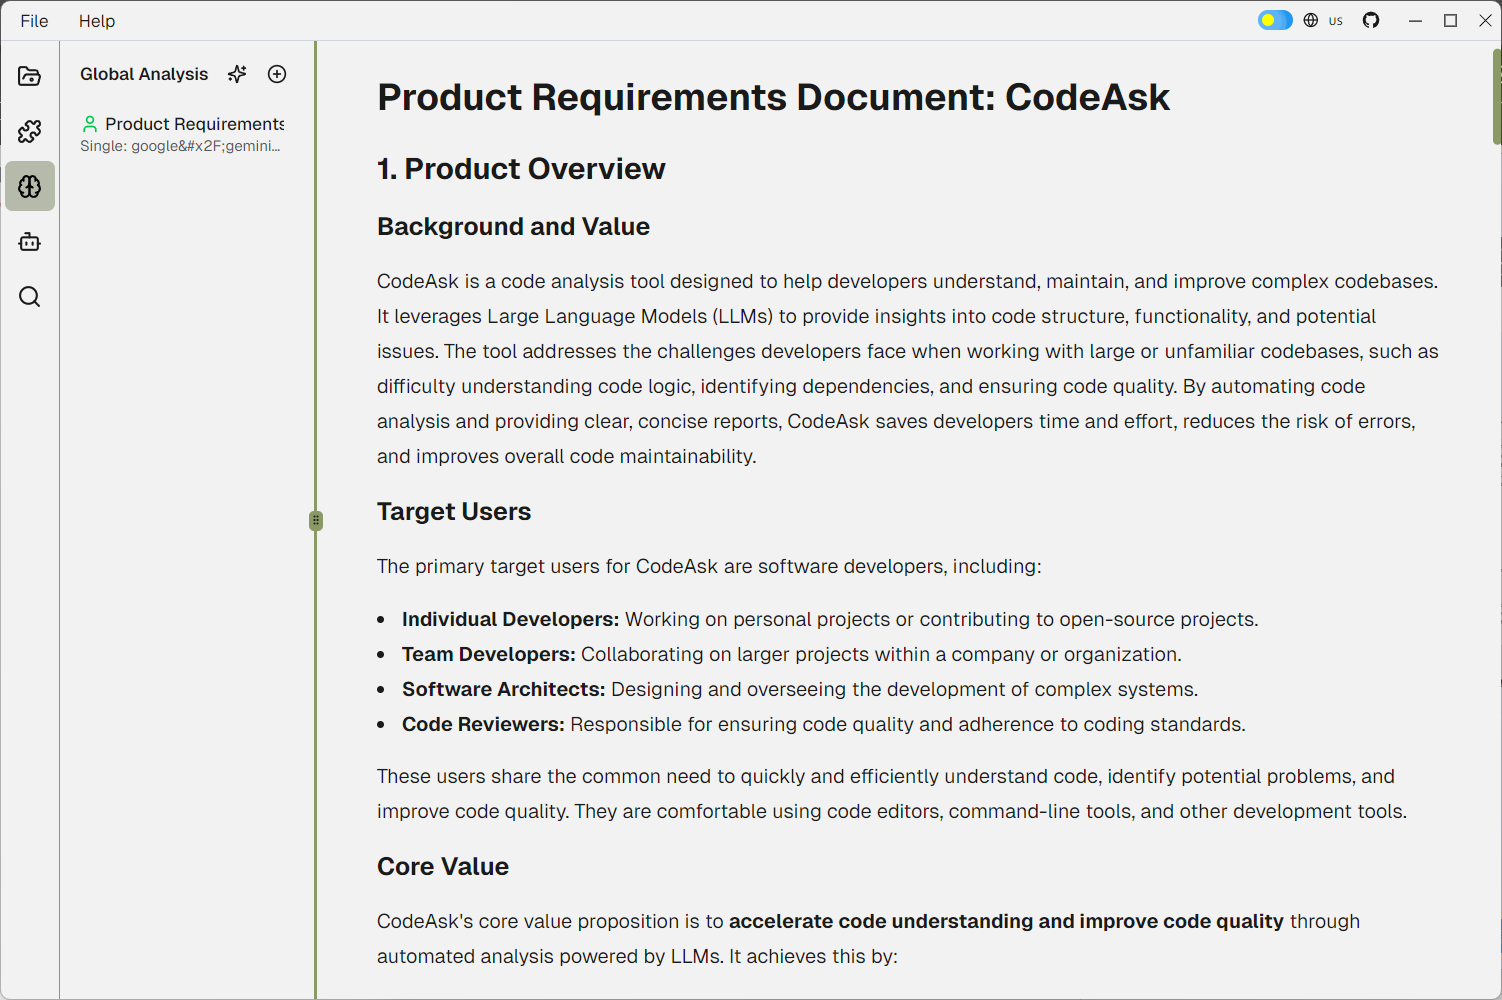 File Help
US
Global Analysis
Product Requirements
Single: google&#x2F;gemini...
Product Requirements Document: CodeAsk
1. Product Overview
Background and Value
CodeAsk is a code analysis tool designed to help developers understand, maintain, and improve complex codebases.
It leverages Large Language Models (LLMs) to provide insights into code structure, functionality, and potential
issues. The tool addresses the challenges developers face when working with large or unfamiliar codebases, such as
difficulty understanding code logic, identifying dependencies, and ensuring code quality. By automating code
analysis and providing clear, concise reports, CodeAsk saves developers time and effort, reduces the risk of errors,
and improves overall code maintainability.
Target Users
The primary target users for CodeAsk are software developers, including:
• Individual Developers: Working on personal projects or contributing to open-source projects.
• Team Developers: Collaborating on larger projects within a company or organization.
• Software Architects: Designing and overseeing the development of complex systems.
• Code Reviewers: Responsible for ensuring code quality and adherence to coding standards.
These users share the common need to quickly and efficiently understand code, identify potential problems, and
improve code quality. They are comfortable using code editors, command-line tools, and other development tools.
Core Value
CodeAsk's core value proposition is to accelerate code understanding and improve code quality through
automated analysis powered by LLMs. It achieves this by: